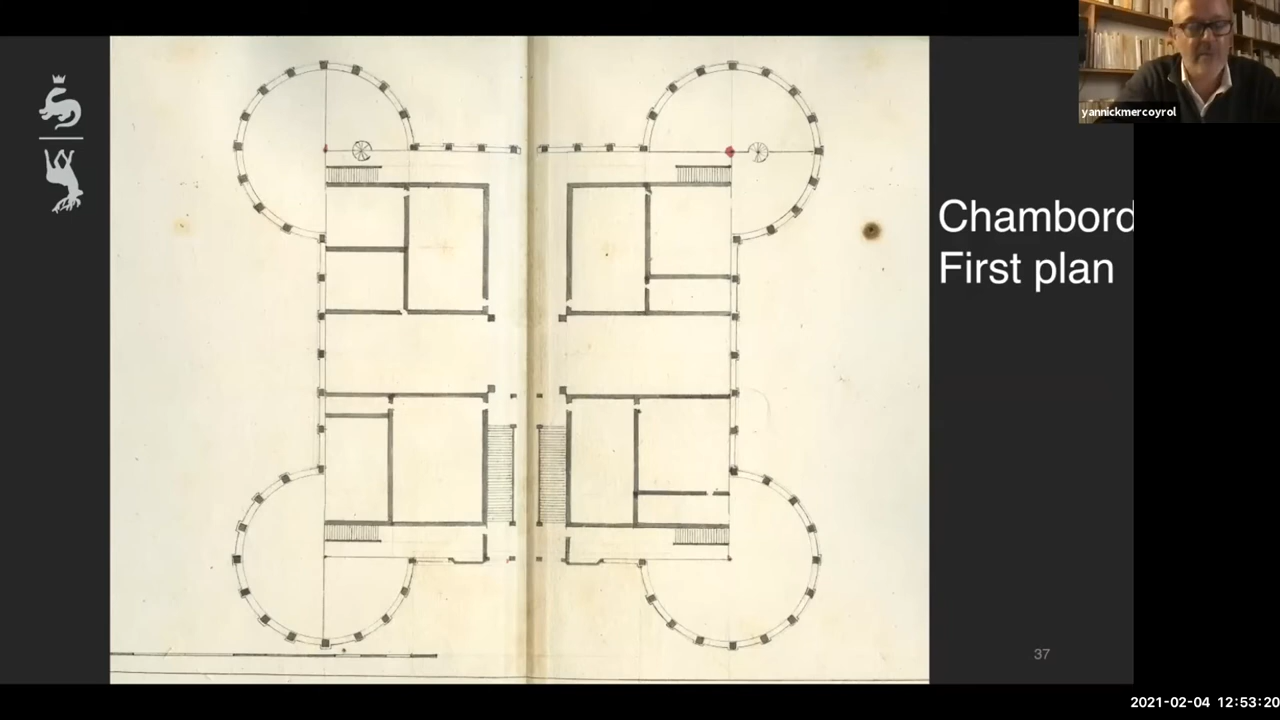 yannickmercoyrol
Chambord
First plan
37
2021-02-04 12:53:20